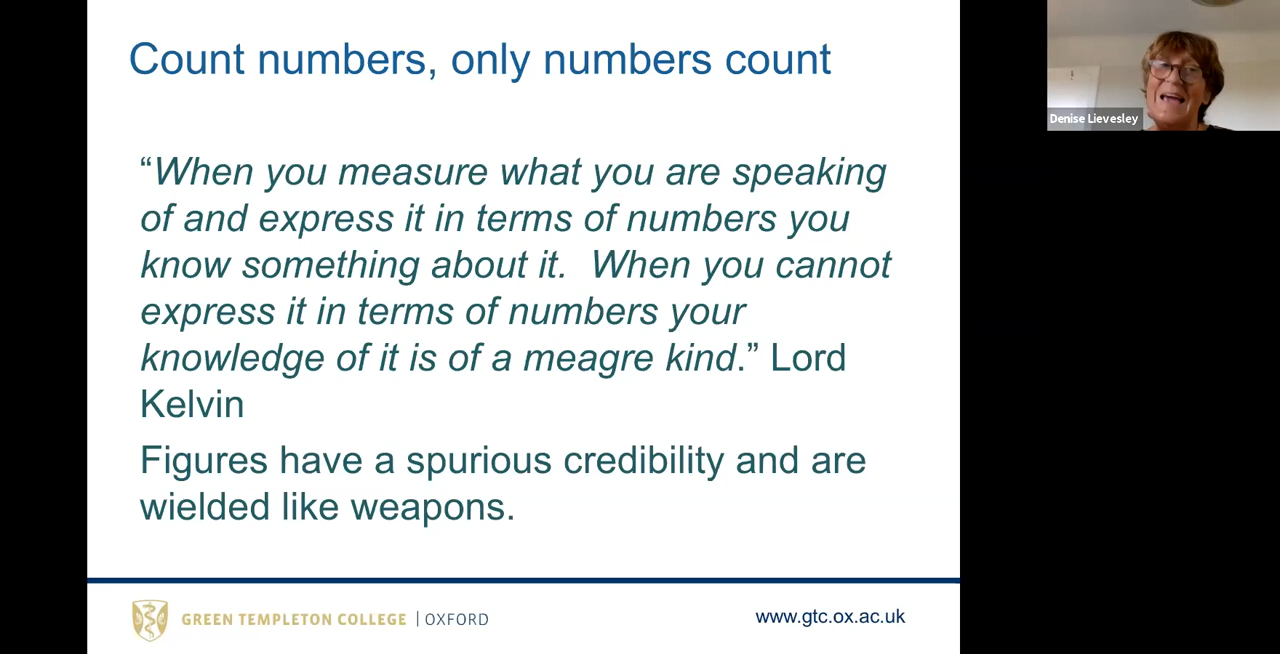 Count numbers, only numbers count
“When you measure what you are speaking
of and express it in terms of numbers you
know something about it.  When you cannot
express it in terms of numbers your
knowledge of it is of a meagre kind.” Lord
Kelvin
Figures have a spurious credibility and are
wielded like weapons.
GREEN TEMPLETON COLLEGE | OXFORD
www.gtc.ox.ac.uk
Denise Lievesley